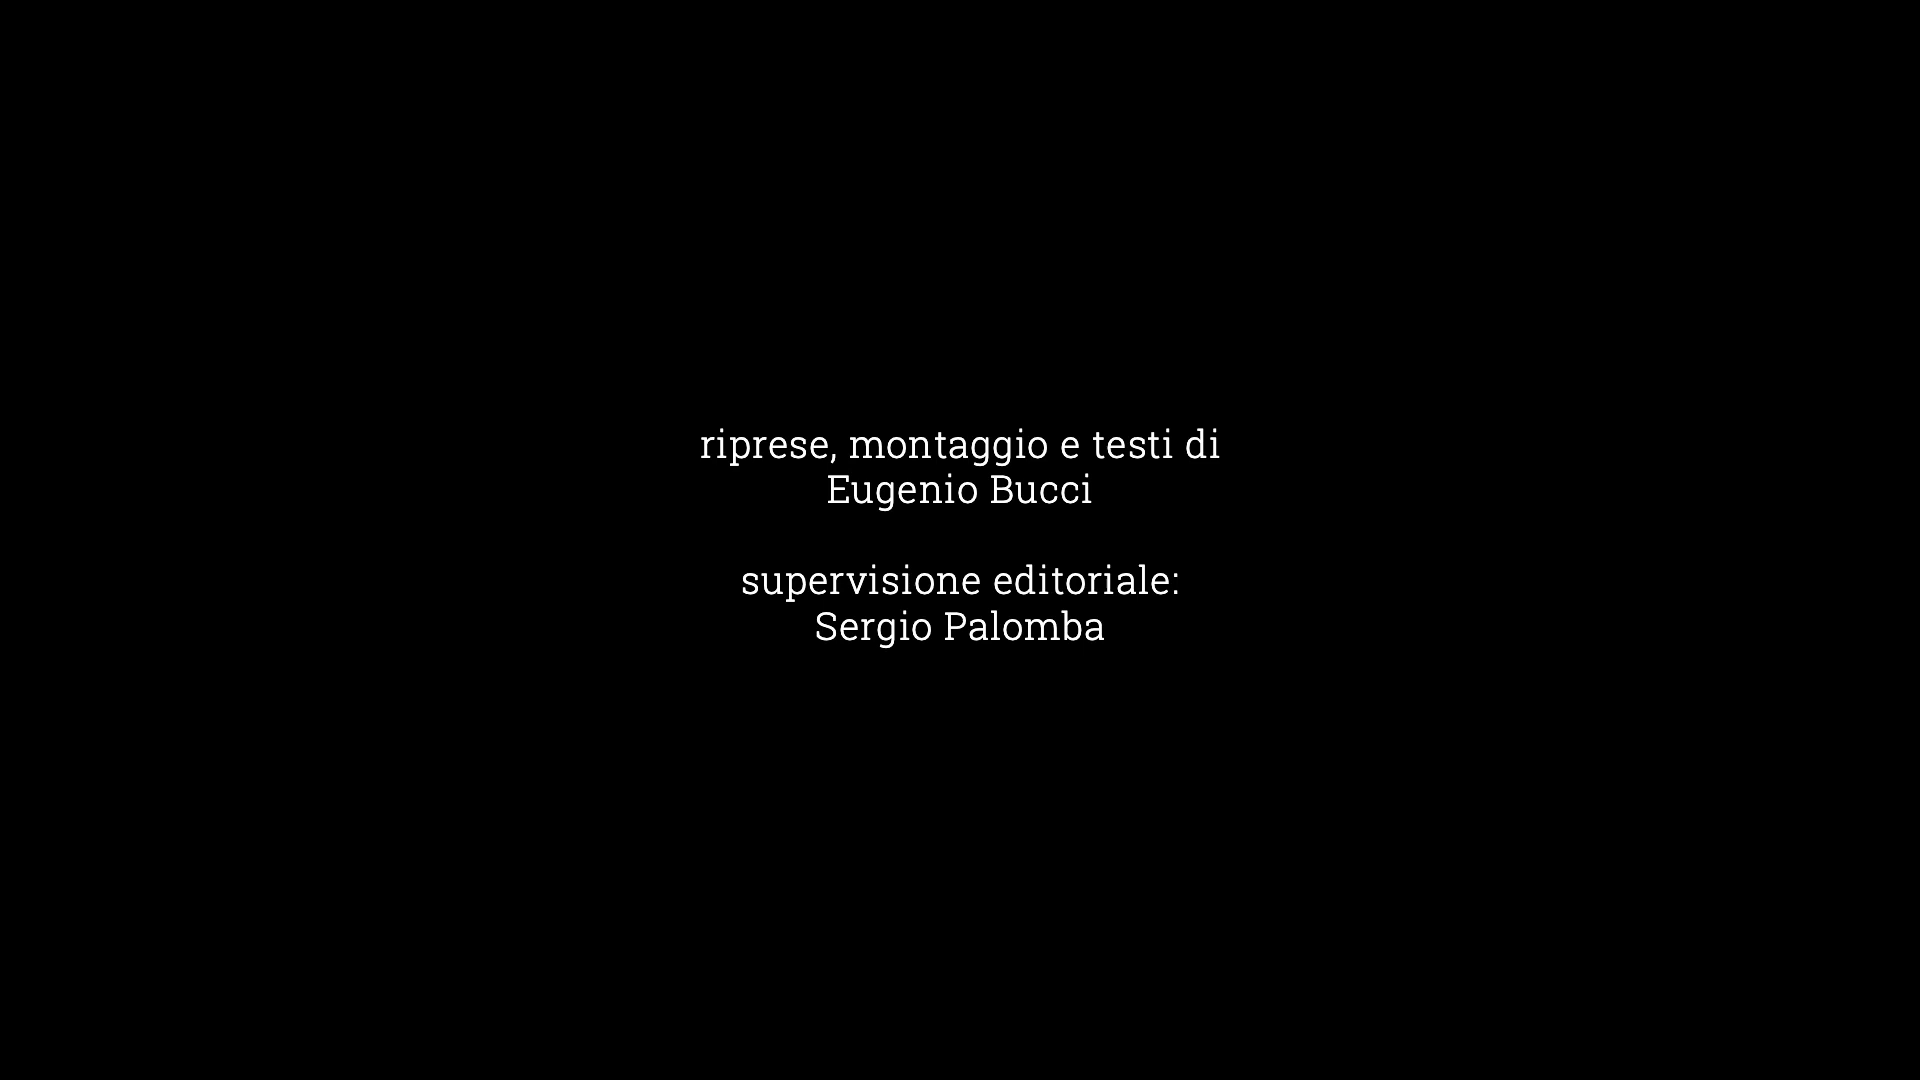 riprese, montaggio e testi di
Eugenio Bucci
supervisione editoriale:
Sergio Palomba